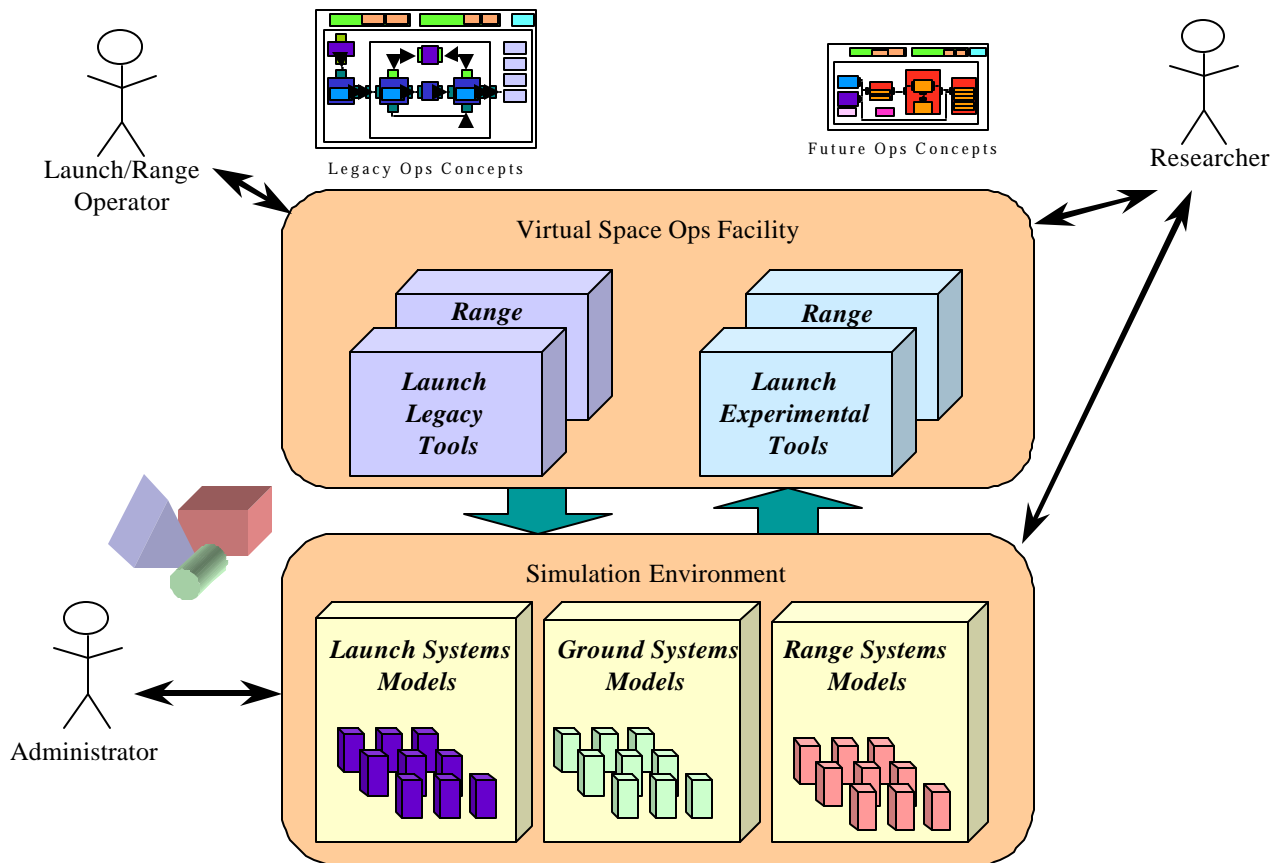 Legacy Ops Concepts
Future Ops Concepts
Launch/Range
Operator
Researcher
Virtual Space Ops Facility
Range
Launch
Legacy
Tools
Range
Launch
Experimental
Tools
Simulation Environment
Launch Systems
Models
Ground Systems
Models
Range Systems
Models
Administrator